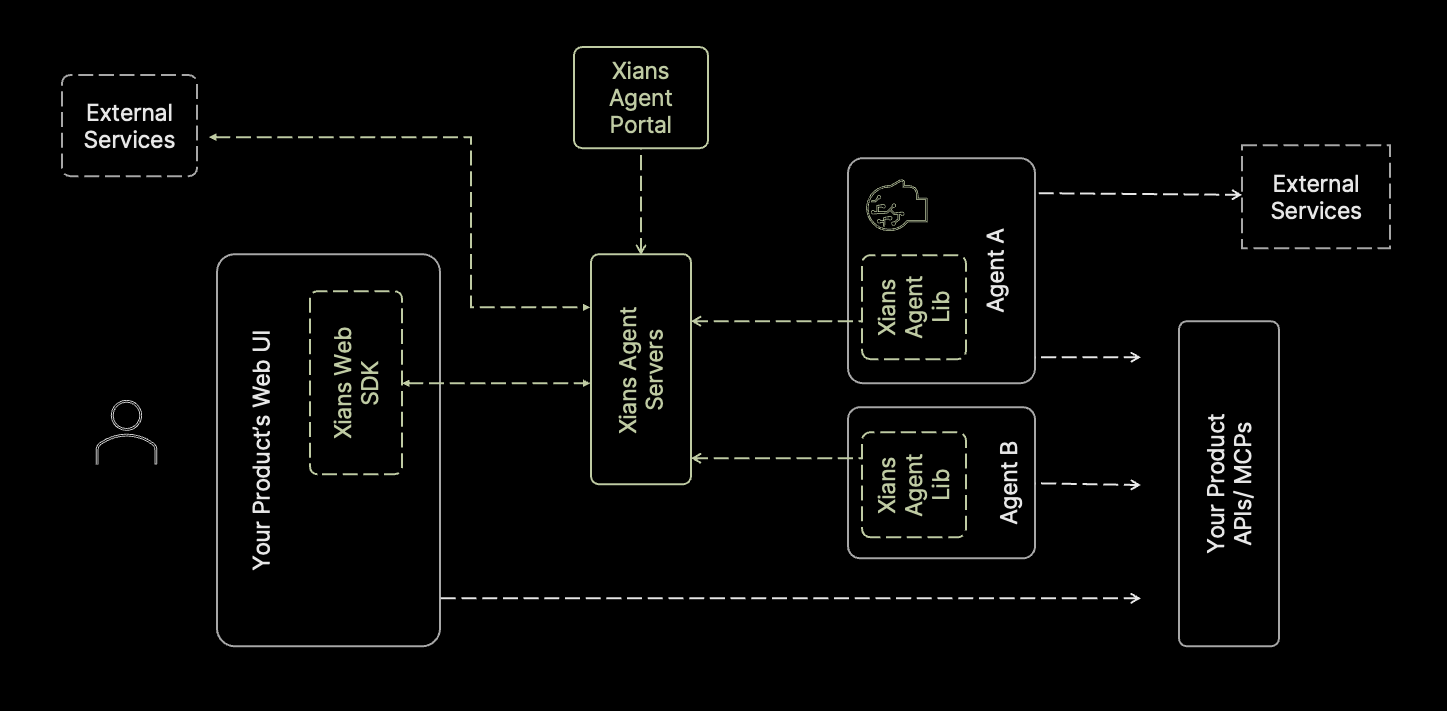 External
Services
Xians
Agent
Portal
External
Services
Your Product’s Web UI
Xians Web
SDK
Xians Agent
Servers
Agent A
Xians
Agent
Lib
Agent B
Xians
Agent
Lib
Your Product
APIs/ MCPs